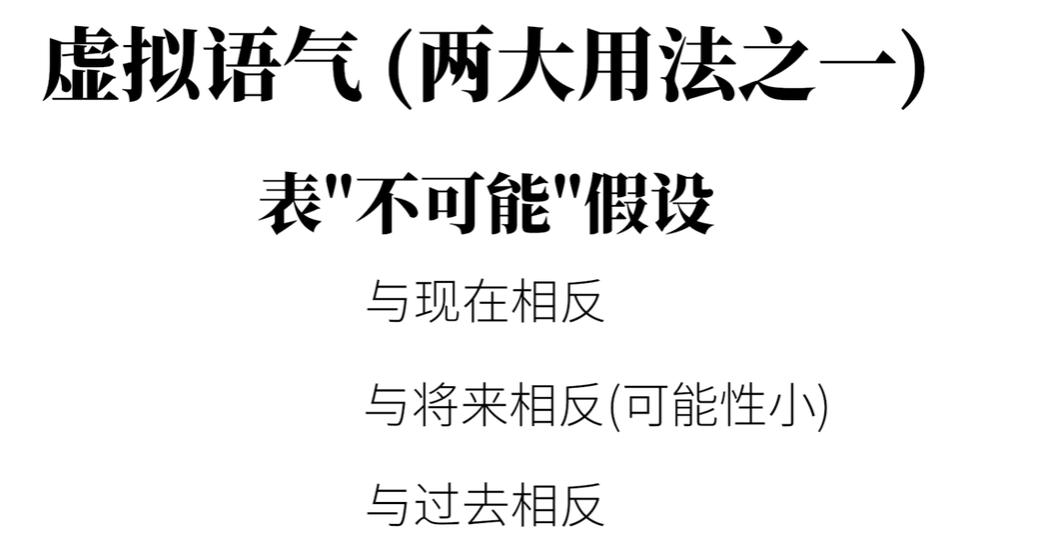 虚拟语气 (两大用法之一)
表"不可能"假设
与现在相反
与将来相反(可能性小)
与过去相反